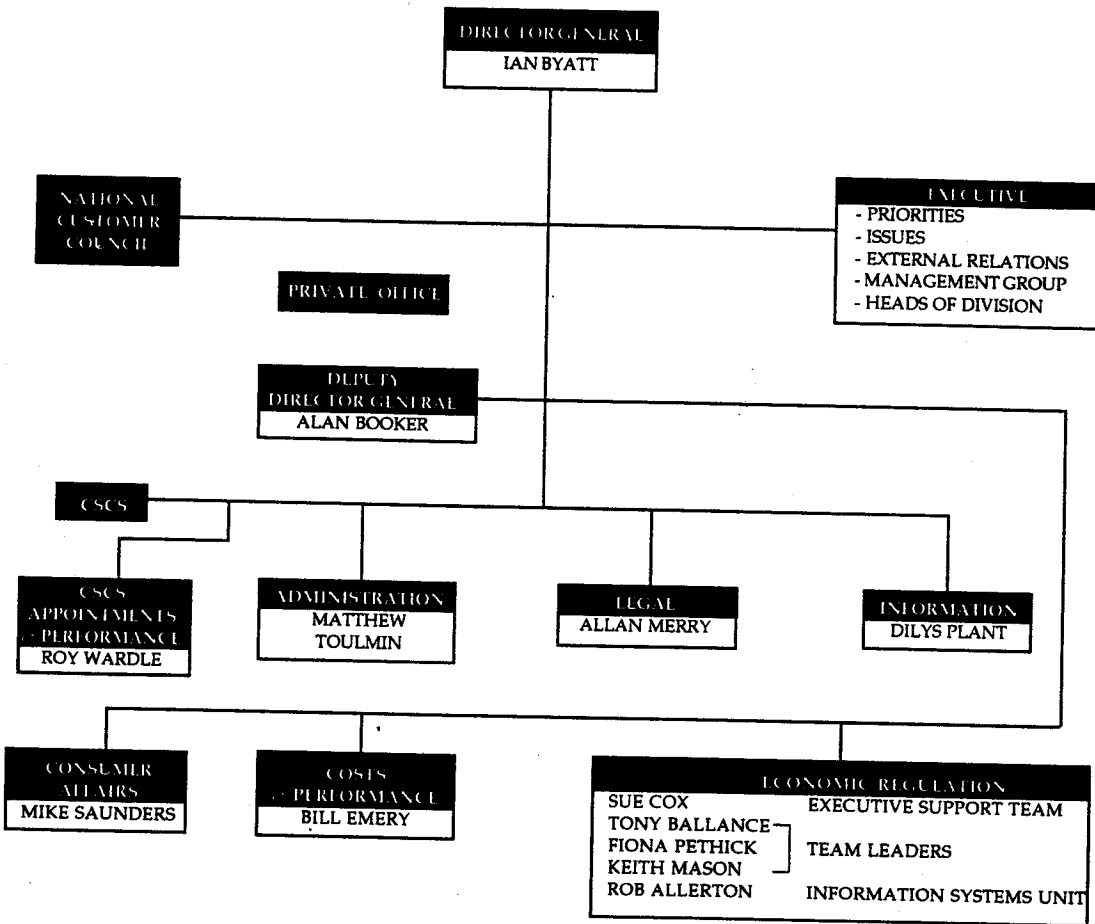 DIRECTOR GENERAL
IAN BYATT
NATIONAL
CUSTOMER
COUNCIL
EXECUTIVE
- PRIORITIES
- ISSUES
- EXTERNAL RELATIONS
- MANAGEMENT GROUP
- HEADS OF DIVISION
PRIVATE OFFICE
DEPUTY
DIRECTOR GENERAL
ALAN BOOKER
CSCS
CSCS
APPOINTMENTS
& PERFORMANCE
ROY WARDLE
ADMINISTRATION
MATTHEW
TOULMIN
LEGAL
ALLAN MERRY
INFORMATION
DILYS PLANT
CONSUMER
AFFAIRS
MIKE SAUNDERS
COSTS
& PERFORMANCE
BILL EMERY
ECONOMIC REGULATION
SUE COX EXECUTIVE SUPPORT TEAM
TONY BALLANCE
FIONA PETHICK TEAM LEADERS
KEITH MASON
ROB ALLERTON INFORMATION SYSTEMS UNIT